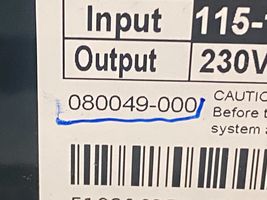 Input 115-
Output 230V
080049-000
CAUTIO
Before t
system a